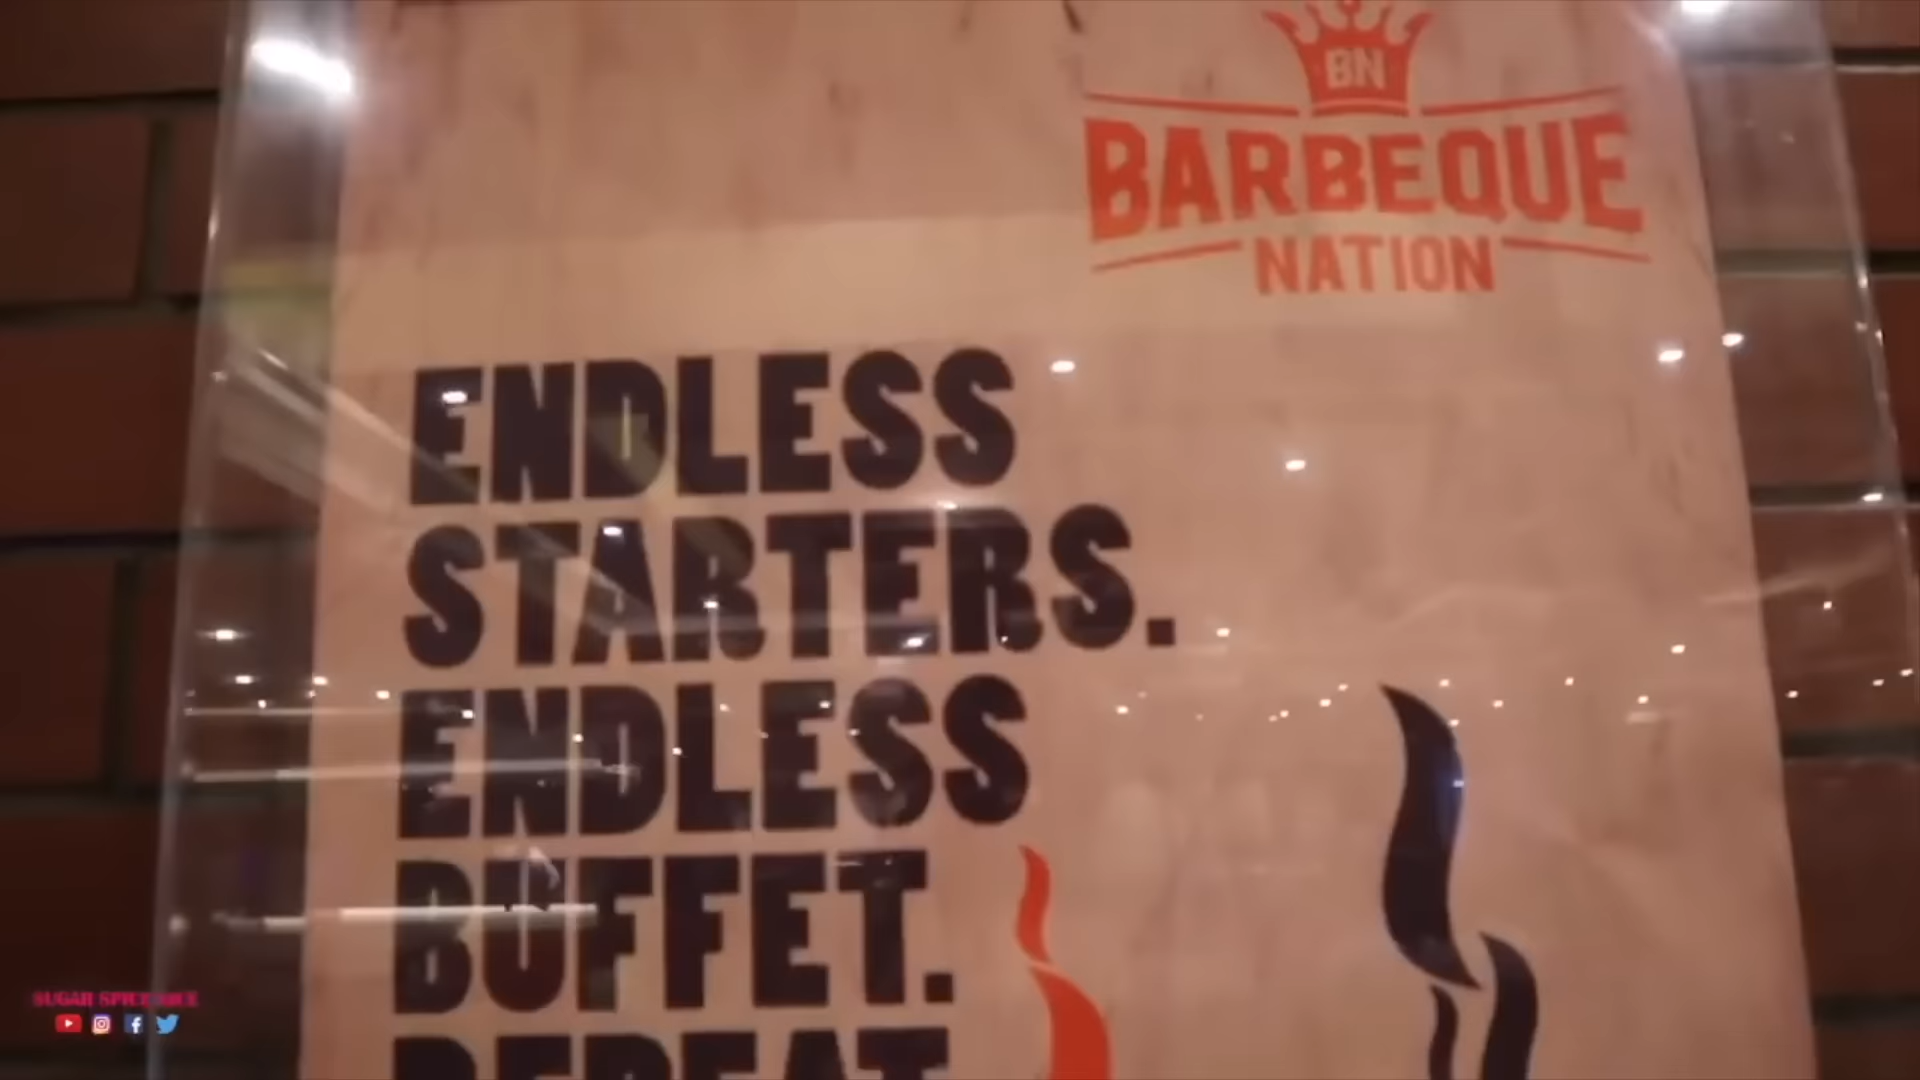 BN
BARBEQUE
NATION
ENDLESS
STARTERS.
ENDLESS
BUFFET.
REPEAT
SUGAR SPICE NICE